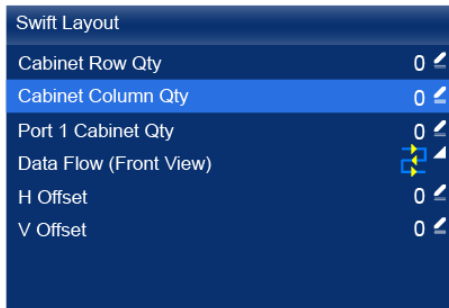 Swift Layout
Cabinet Row Qty 0
Cabinet Column Qty 0
Port 1 Cabinet Qty 0
Data Flow (Front View)
H Offset 0
V Offset 0